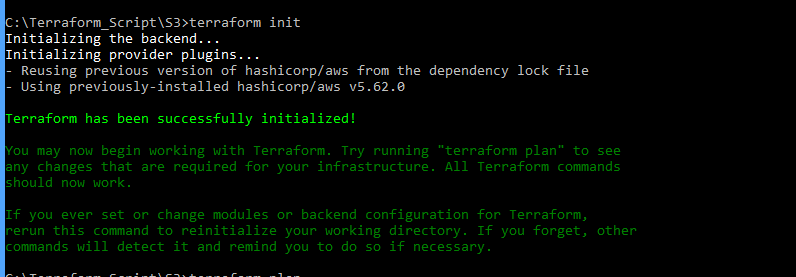 C:\Terraform_Script\S3>terraform init
Initializing the backend...
Initializing provider plugins...
- Reusing previous version of hashicorp/aws from the dependency lock file
- Using previously-installed hashicorp/aws v5.62.0
Terraform has been successfully initialized!
You may now begin working with Terraform. Try running "terraform plan" to see
any changes that are required for your infrastructure. All Terraform commands
should now work.
If you ever set or change modules or backend configuration for Terraform,
rerun this command to reinitialize your working directory. If you forget, other
commands will detect it and remind you to do so if necessary.
C:\Terraform_Script\S3>terraform plan